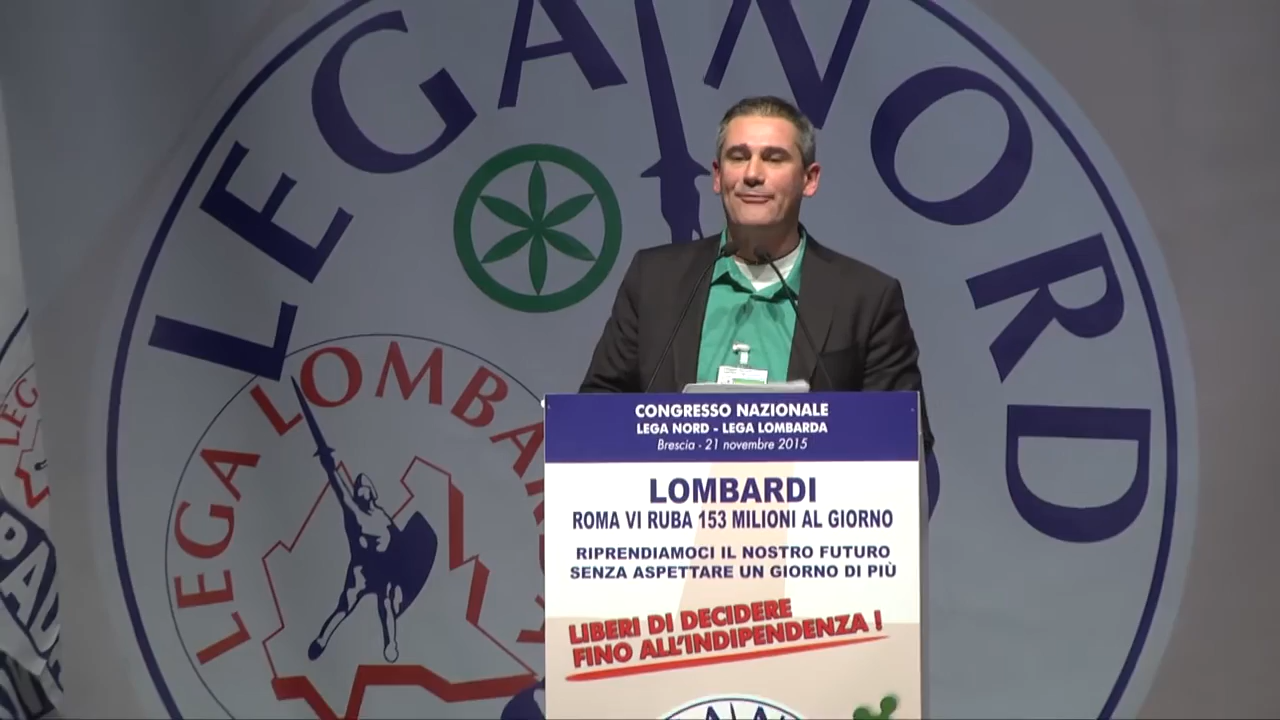 LEGA NORD
LEGA LOMBARDA
LEG
PAD
CONGRESSO NAZIONALE
LEGA NORD - LEGA LOMBARDA
Brescia - 21 novembre 2015
LOMBARDI
ROMA VI RUBA 153 MILIONI AL GIORNO
RIPRENDIAMOCI IL NOSTRO FUTURO
SENZA ASPETTARE UN GIORNO DI PIÙ
LIBERI DI DECIDERE
FINO ALL'INDIPENDENZA !